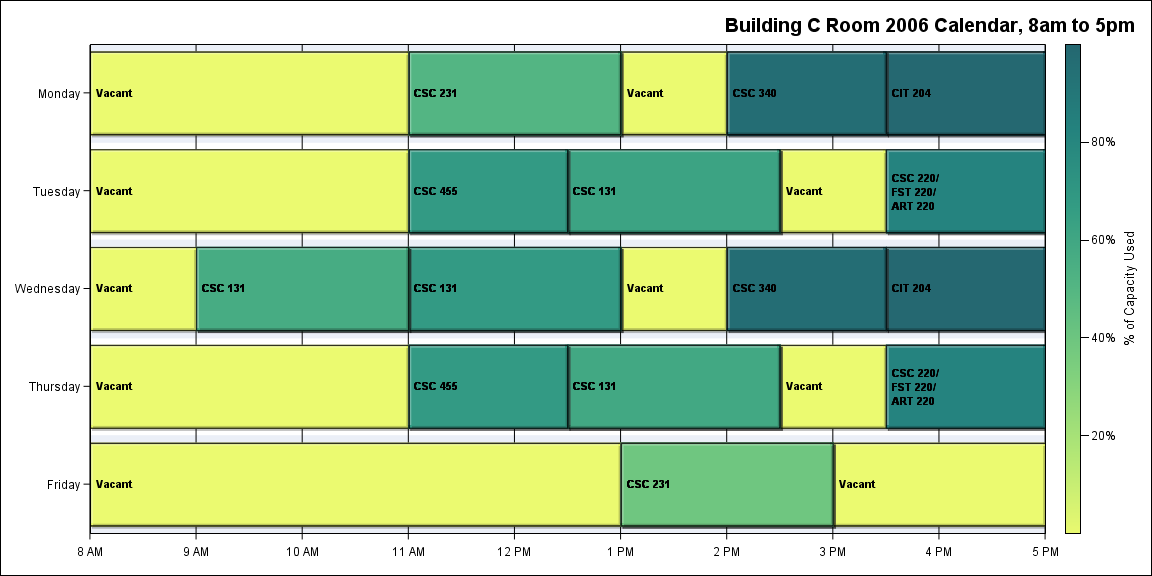 Building C Room 2006 Calendar, 8am to 5pm
Monday
Vacant
CSC 231
Vacant
CSC 340
CIT 204
Tuesday
Vacant
CSC 455
CSC 131
Vacant
CSC 220/
FST 220/
ART 220
Wednesday
Vacant
CSC 131
CSC 131
Vacant
CSC 340
CIT 204
Thursday
Vacant
CSC 455
CSC 131
Vacant
CSC 220/
FST 220/
ART 220
Friday
Vacant
CSC 231
Vacant
8 AM
9 AM
10 AM
11 AM
12 PM
1 PM
2 PM
3 PM
4 PM
5 PM
80%
60%
40%
20%
% of Capacity Used